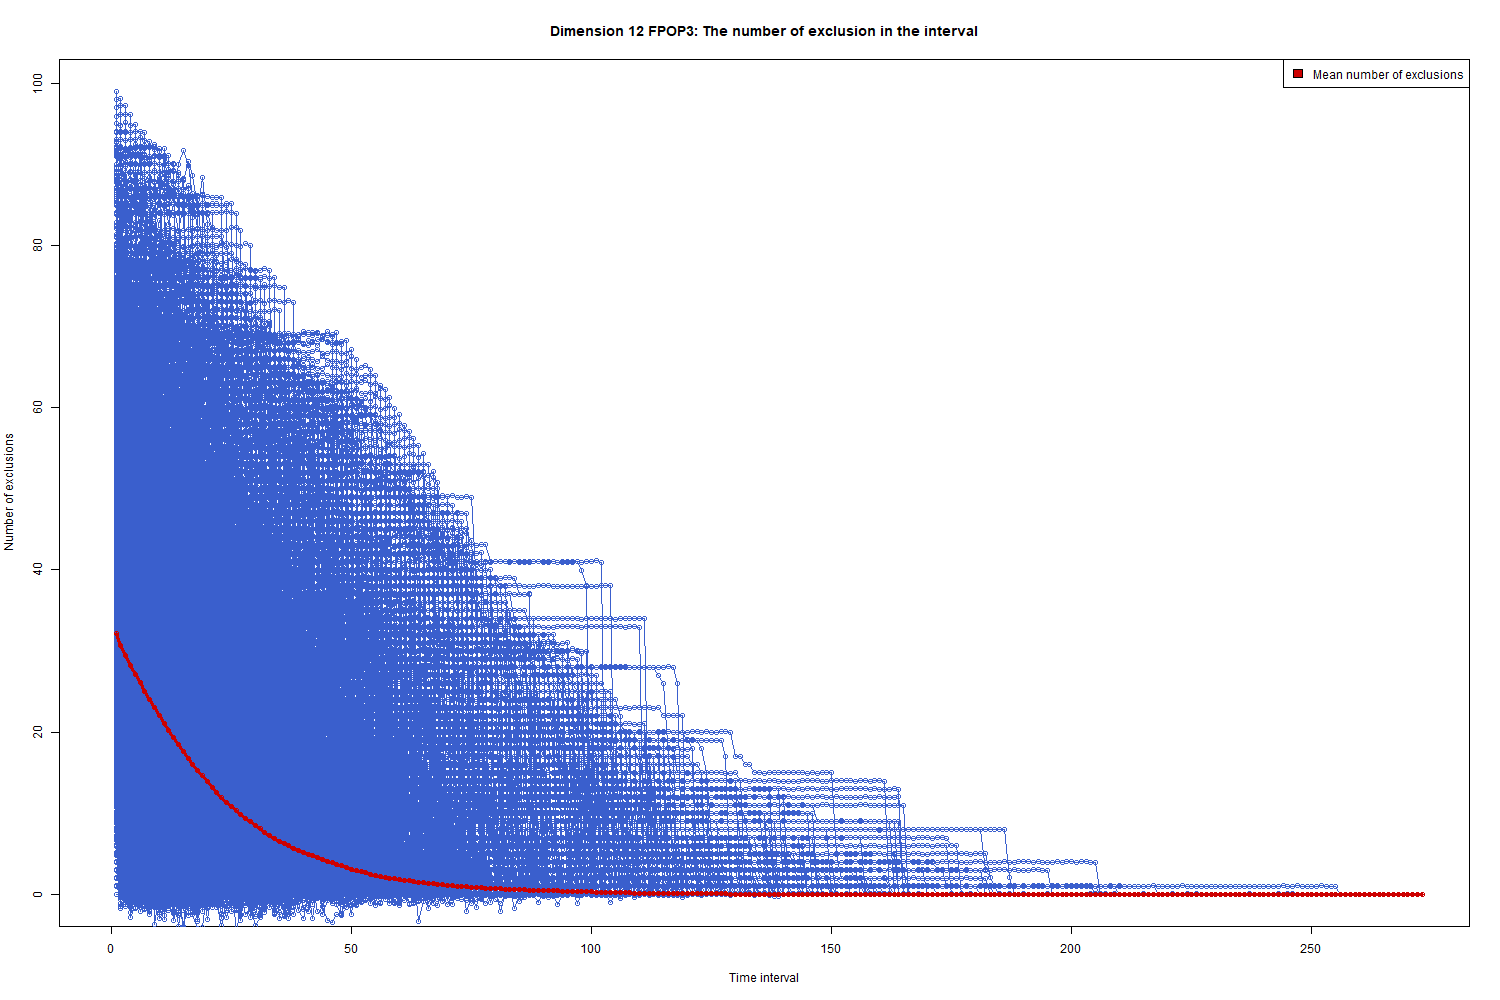 Dimension 12 FPOP3: The number of exclusion in the interval
Mean number of exclusions
Number of exclusions
100
80
60
40
20
0
0 50 100 150 200 250
Time interval